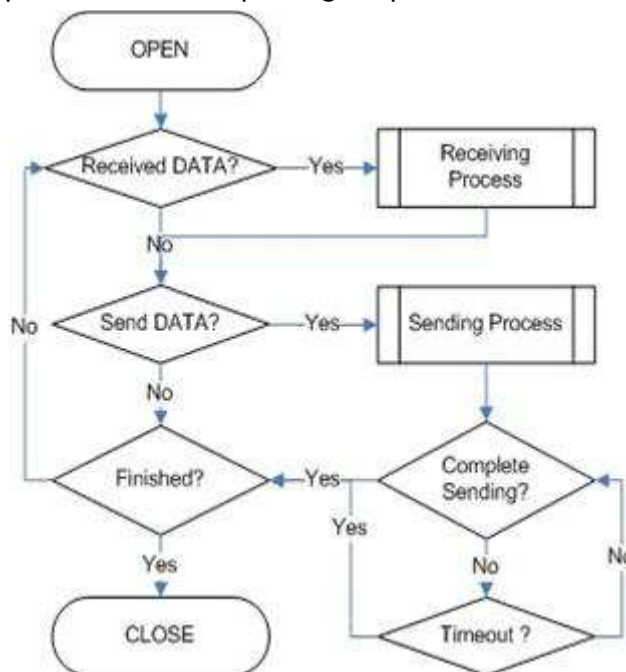 OPEN
Received DATA?
Yes
Receiving
Process
No
Send DATA?
Yes
Sending Process
No
No
Finished?
Yes
Complete
Sending?
Yes
Yes
No
No
CLOSE
Timeout ?